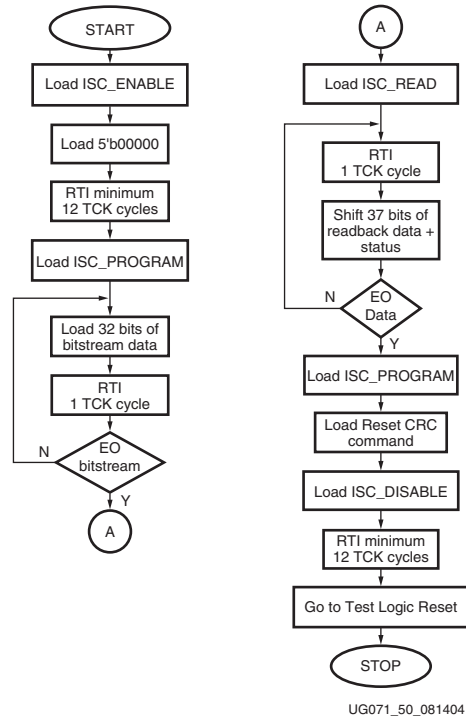 START
Load ISC_ENABLE
Load 5'b00000
RTI minimum
12 TCK cycles
Load ISC_PROGRAM
Load 32 bits of
bitstream data
RTI
1 TCK cycle
EO
bitstream
N
Y
A
A
Load ISC_READ
RTI
1 TCK cycle
Shift 37 bits of
readback data +
status
EO
Data
N
Y
Load ISC_PROGRAM
Load Reset CRC
command
Load ISC_DISABLE
RTI minimum
12 TCK cycles
Go to Test Logic Reset
STOP
UG071_50_081404